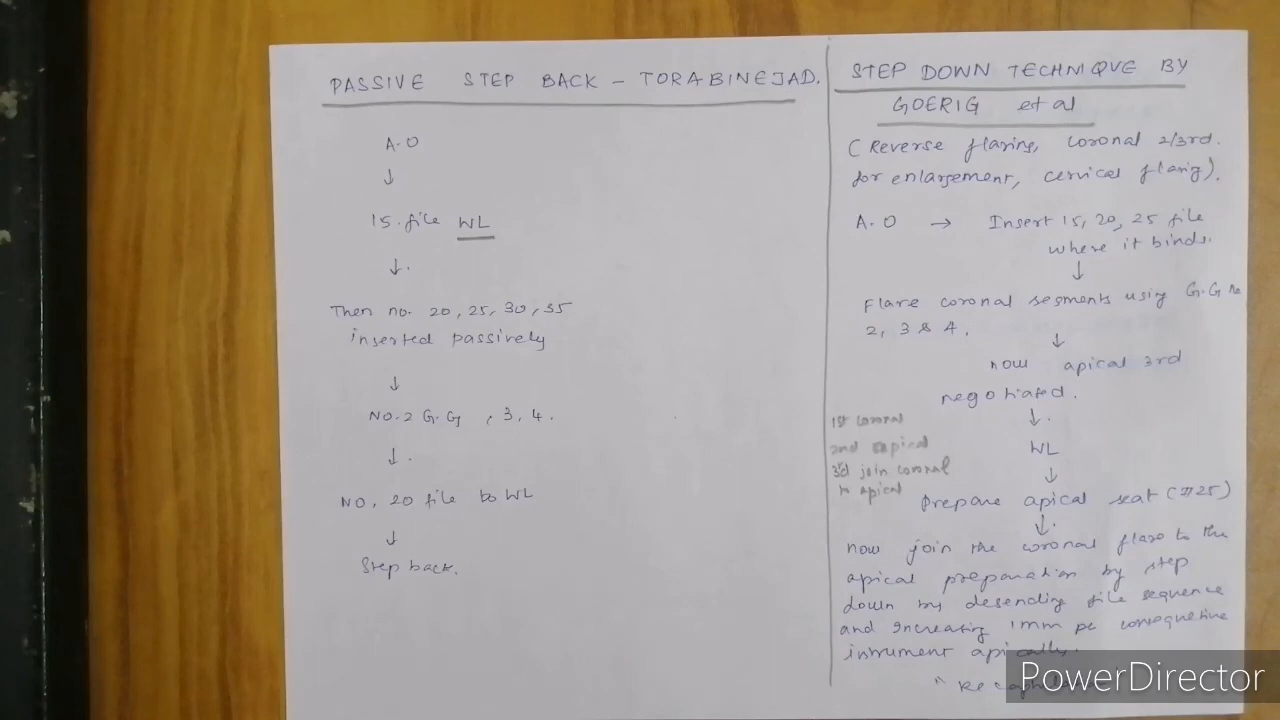 PASSIVE STEP BACK - TORABINEJAD.
A.O
↓
15.file WL
↓.
Then no. 20, 25, 30, 35
inserted passively
↓
NO.2 G.G , 3, 4.
↓.
NO. 20 file to WL
↓
Step back.
STEP DOWN TECHNIQUE BY
GOERIG et al
(Reverse flaring, coronal 2/3rd.
for enlargement, cervical flarig).
A.O → Insert 15, 20, 25 file
where it binds.
↓
Flare coronal segments using G.G no
2, 3 & 4.
↓
now apical 3rd
negotiated.
↓.
WL
↓
Prepare apical seat (#25)
↓.
now join the coronal flare to the
apical preparation by step
down by desending file sequence
and increasing 1mm pe consequetive
instrument apically.
1st coronal
2nd apical
3rd join coronal
to apical
PowerDirector